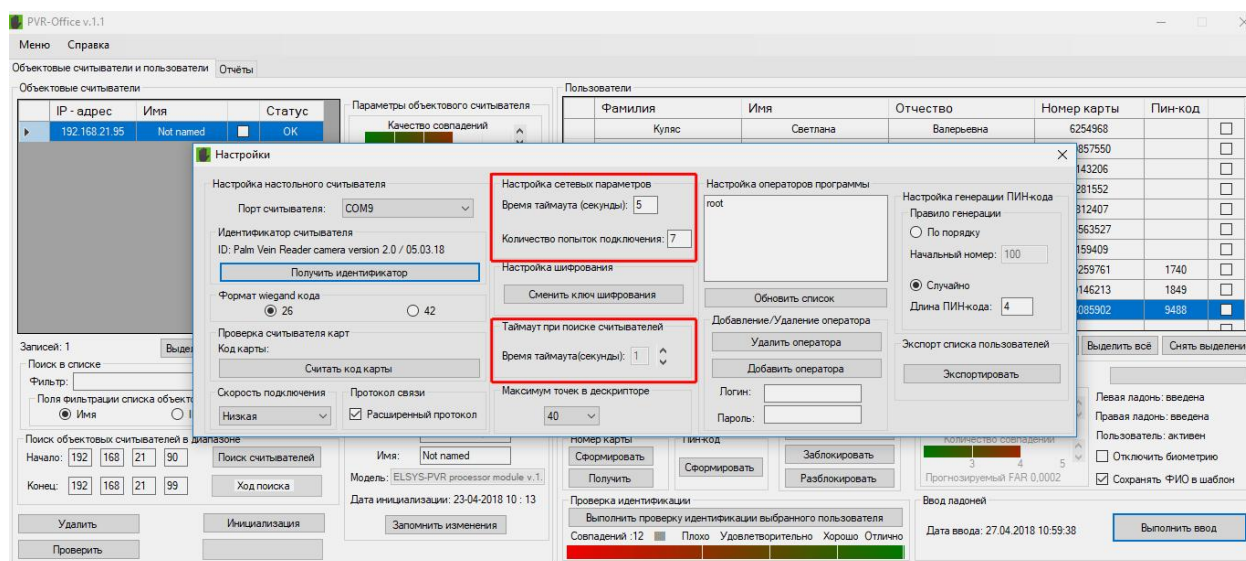 PVR-Office v.1.1
Меню Справка
Объектовые считыватели и пользователи Отчёты
Объектовые считыватели
IP - адрес Имя Статус
192.168.21.95 Not named OK
Параметры объектового считывателя
Качество совпадений
Пользователи
Фамилия Имя Отчество Номер карты Пин-код
Куляс Светлана Валерьевна 6254968
857550
143206
281552
312407
563527
159409
259761 1740
146213 1849
085902 9488
Настройки
Настройка настольного считывателя
Порт считывателя: COM9
Идентификатор считывателя
ID: Palm Vein Reader camera version 2.0 / 05.03.18
Получить идентификатор
Формат wiegand кода
26 42
Проверка считывателя карт
Код карты:
Считать код карты
Скорость подключения
Низкая
Протокол связи
Расширенный протокол
Настройка сетевых параметров
Время таймаута (секунды): 5
Количество попыток подключения: 7
Настройка шифрования
Сменить ключ шифрования
Таймаут при поиске считывателей
Время таймаута(секунды): 1
Максимум точек в дескрипторе
40
Настройка операторов программы
root
Обновить список
Добавление/Удаление оператора
Удалить оператора
Добавить оператора
Логин:
Пароль:
Настройка генерации ПИН-кода
Правило генерации
По порядку
Начальный номер: 100
Случайно
Длина ПИН-кода: 4
Экспорт списка пользователей
Экспортировать
Записей: 1
Поиск в списке
Фильтр:
Поля фильтрации списка
Имя
Поиск объектовых считывателей в диапазоне
Начало: 192 168 21 90 Поиск считывателей
Конец: 192 168 21 99 Ход поиска
Удалить Инициализация
Проверить
Имя: Not named
Модель: ELSYS-PVR processor module v.1.
Дата инициализации: 23-04-2018 10 : 13
Запомнить изменения
Номер карты Пин-код
Сформировать
Получить
Сформировать
Заблокировать
Разблокировать
Проверка идентификации
Выполнить проверку идентификации выбранного пользователя
Совпадений :12 Плохо Удовлетворительно Хорошо Отлично
Выделить всё
Количество совпадений
3 4 5
Прогнозируемый FAR 0,0002
Левая ладонь: введена
Правая ладонь: введена
Пользователь: активен
Отключить биометрию
Сохранять ФИО в шаблон
Ввод ладоней
Дата ввода: 27.04.2018 10:59:38
Выполнить ввод